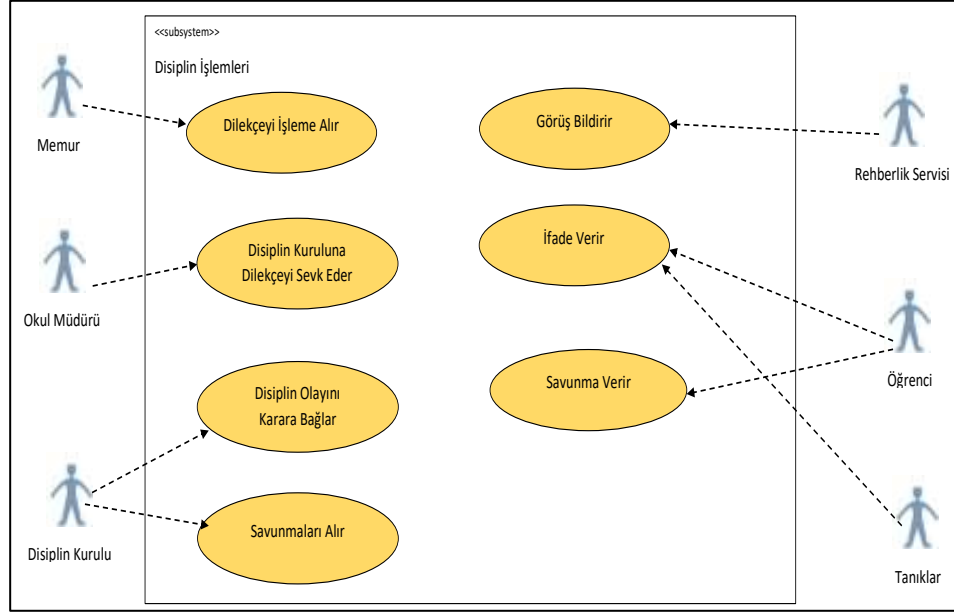 <<subsystem>>
Disiplin İşlemleri
Memur
Dilekçeyi İşleme Alır
Görüş Bildirir
Rehberlik Servisi
Okul Müdürü
Disiplin Kuruluna
Dilekçeyi Sevk Eder
İfade Verir
Öğrenci
Disiplin Olayını
Karara Bağlar
Savunma Verir
Disiplin Kurulu
Savunmaları Alır
Tanıklar